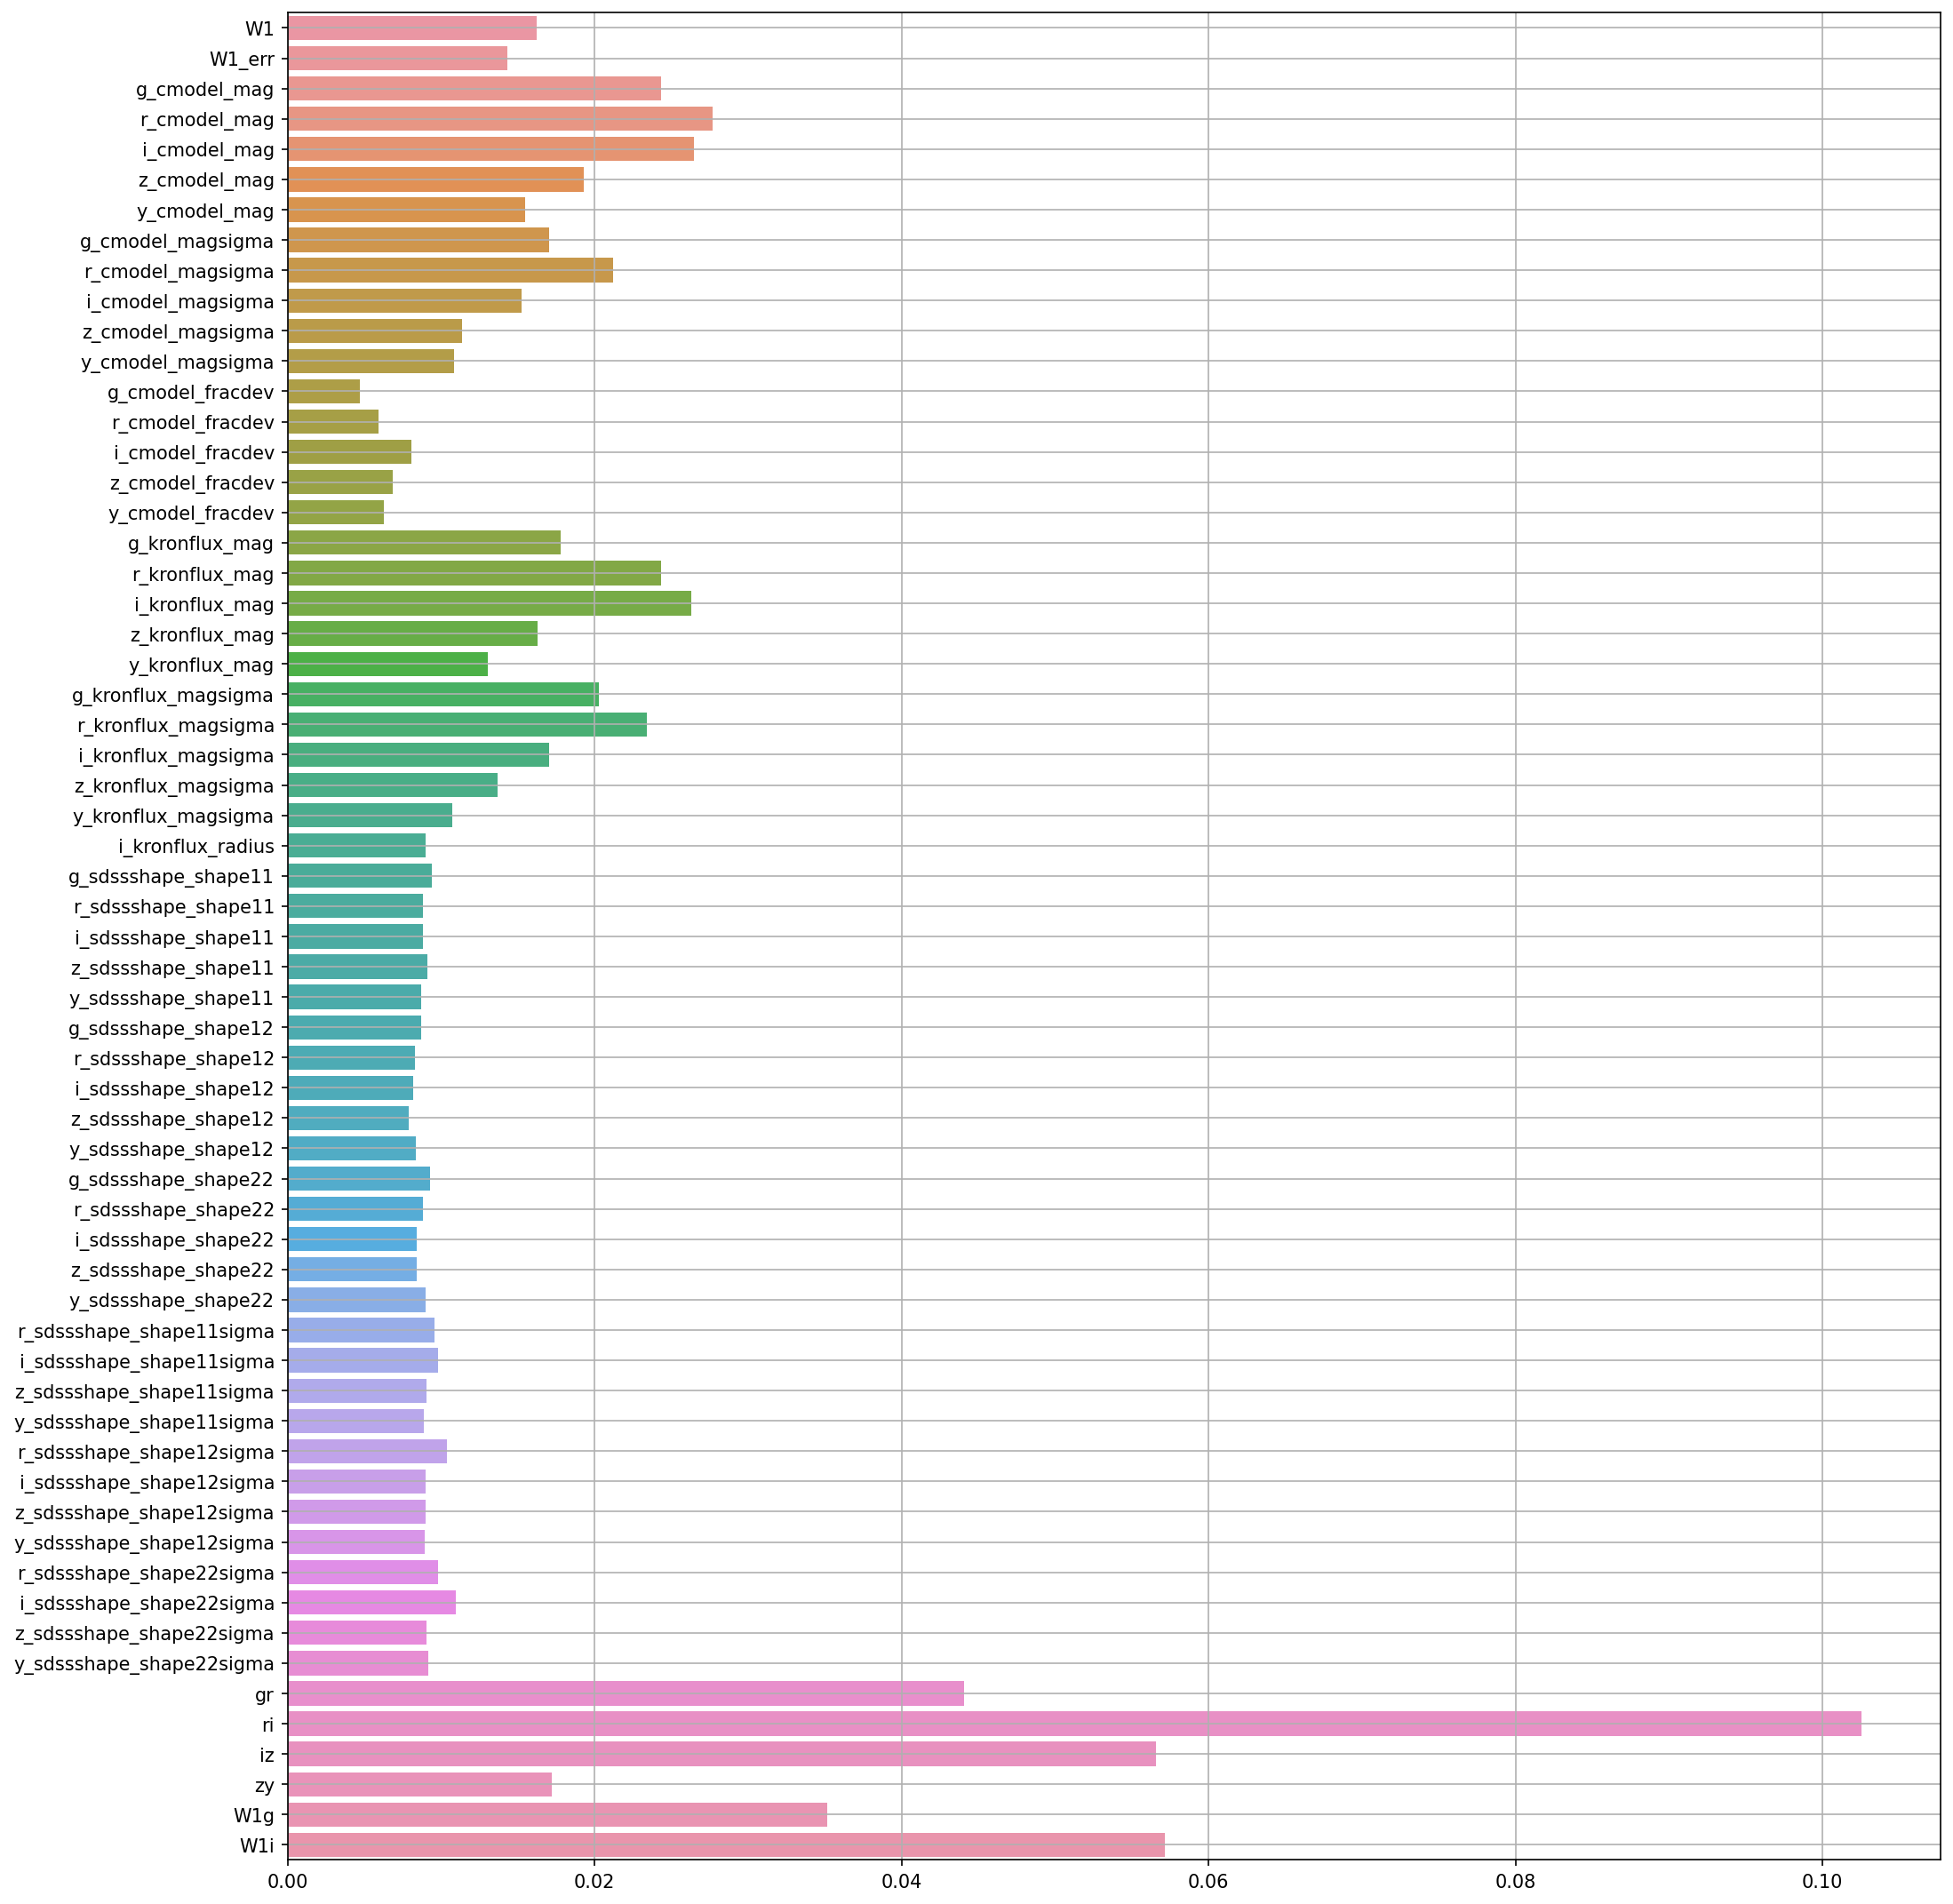 W1
W1_err
g_cmodel_mag
r_cmodel_mag
i_cmodel_mag
z_cmodel_mag
y_cmodel_mag
g_cmodel_magsigma
r_cmodel_magsigma
i_cmodel_magsigma
z_cmodel_magsigma
y_cmodel_magsigma
g_cmodel_fracdev
r_cmodel_fracdev
i_cmodel_fracdev
z_cmodel_fracdev
y_cmodel_fracdev
g_kronflux_mag
r_kronflux_mag
i_kronflux_mag
z_kronflux_mag
y_kronflux_mag
g_kronflux_magsigma
r_kronflux_magsigma
i_kronflux_magsigma
z_kronflux_magsigma
y_kronflux_magsigma
i_kronflux_radius
g_sdssshape_shape11
r_sdssshape_shape11
i_sdssshape_shape11
z_sdssshape_shape11
y_sdssshape_shape11
g_sdssshape_shape12
r_sdssshape_shape12
i_sdssshape_shape12
z_sdssshape_shape12
y_sdssshape_shape12
g_sdssshape_shape22
r_sdssshape_shape22
i_sdssshape_shape22
z_sdssshape_shape22
y_sdssshape_shape22
r_sdssshape_shape11sigma
i_sdssshape_shape11sigma
z_sdssshape_shape11sigma
y_sdssshape_shape11sigma
r_sdssshape_shape12sigma
i_sdssshape_shape12sigma
z_sdssshape_shape12sigma
y_sdssshape_shape12sigma
r_sdssshape_shape22sigma
i_sdssshape_shape22sigma
z_sdssshape_shape22sigma
y_sdssshape_shape22sigma
gr
ri
iz
zy
W1g
W1i
0.00 0.02 0.04 0.06 0.08 0.10